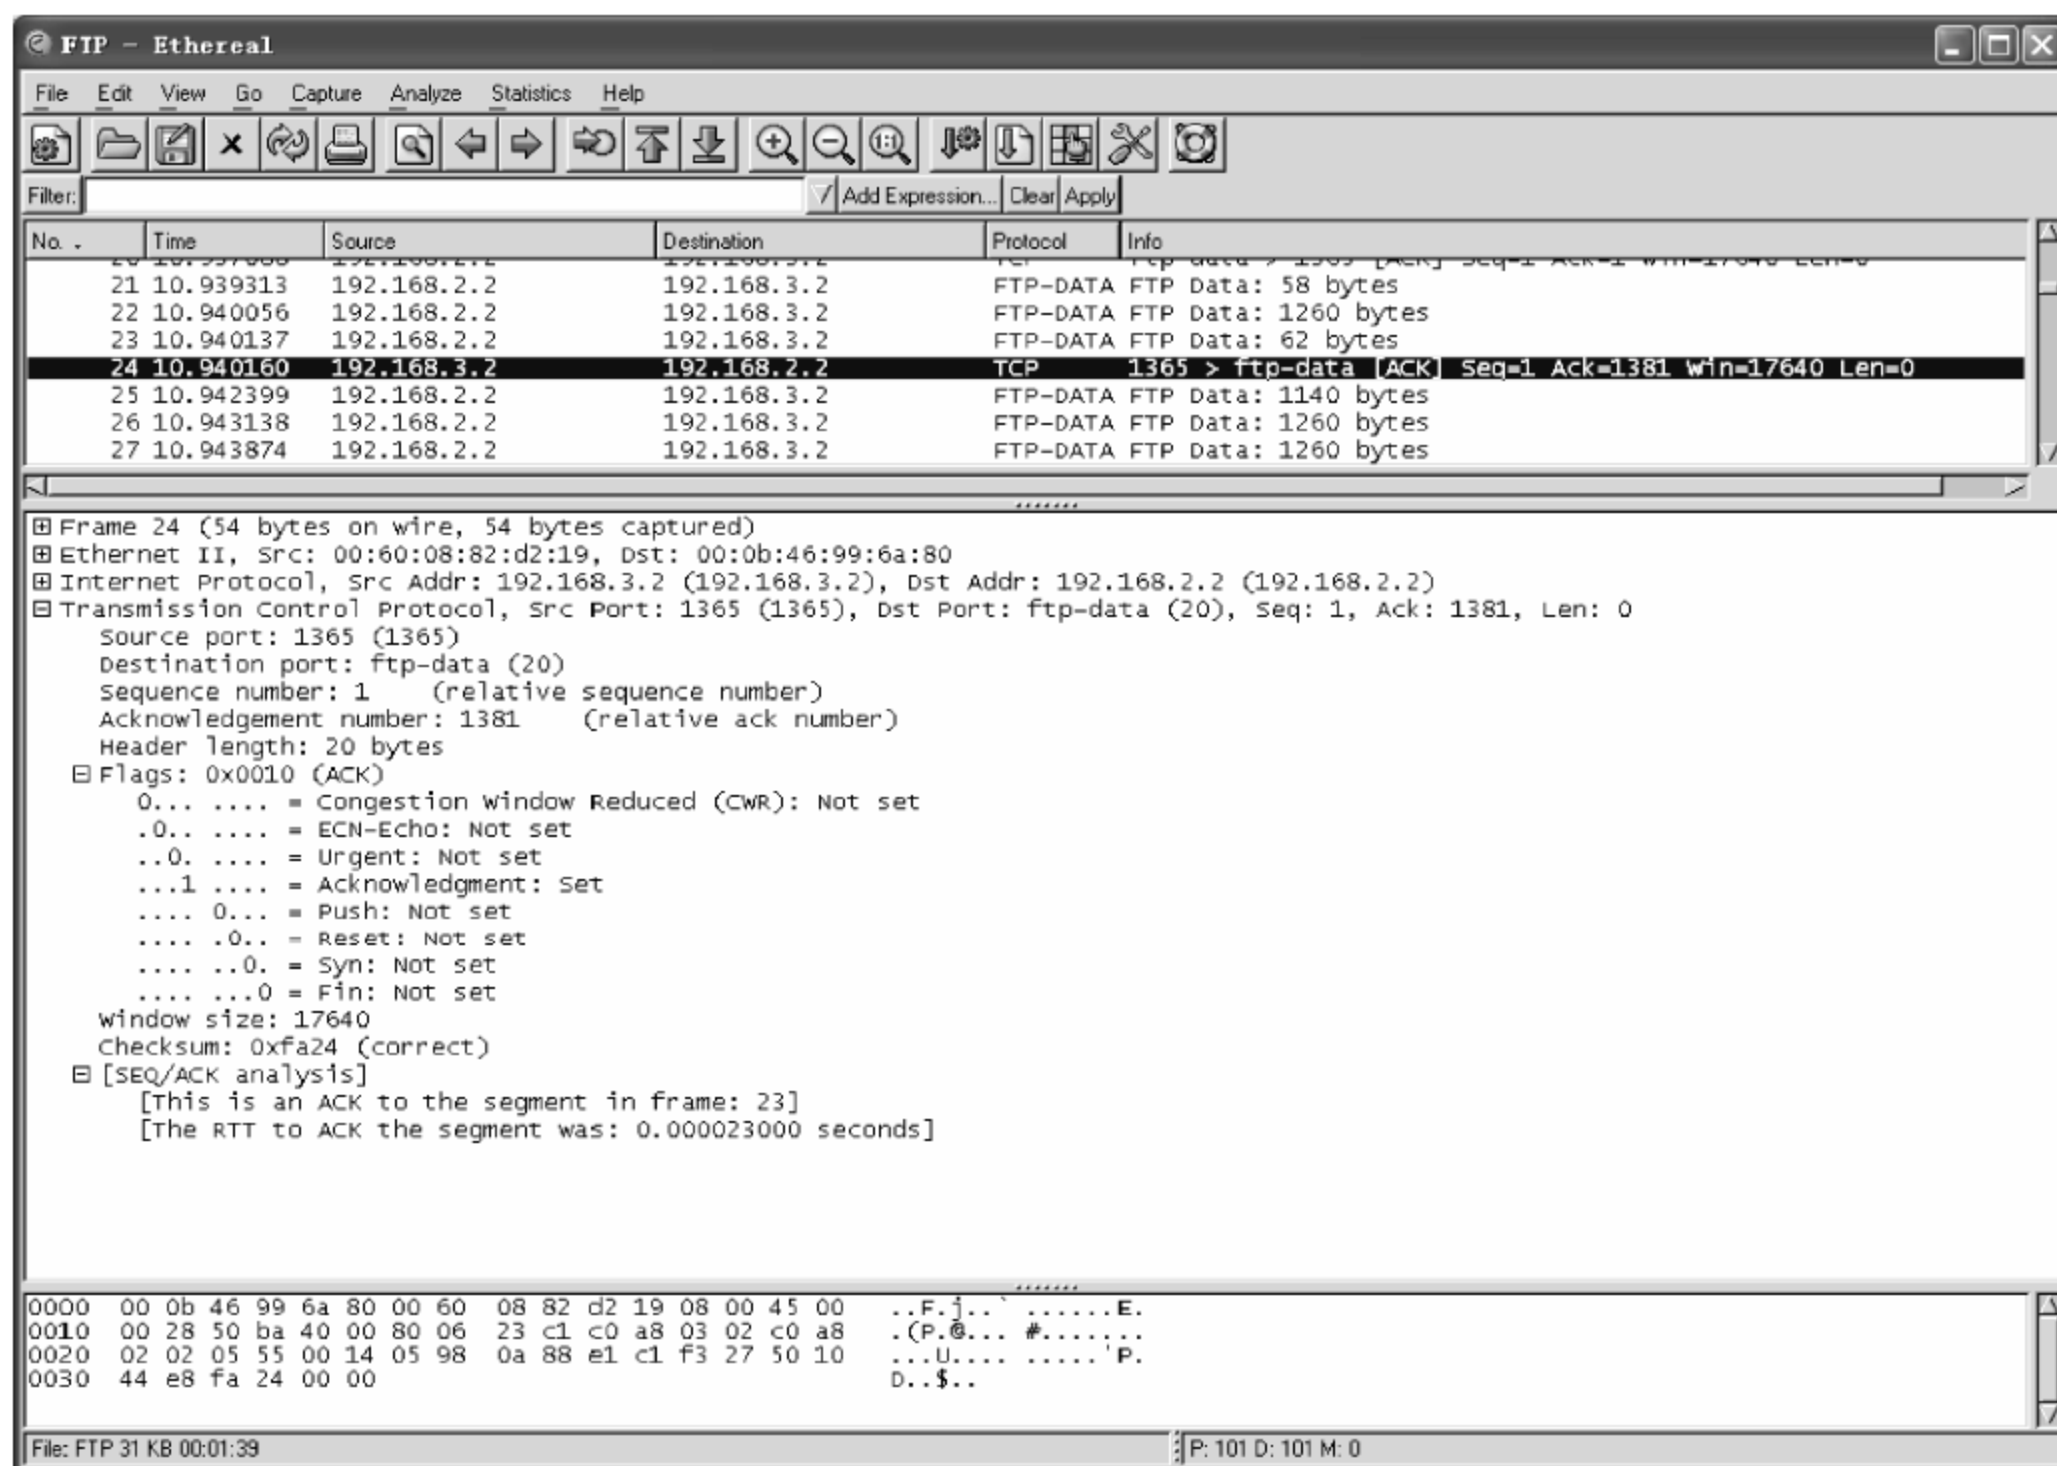 FTP - Ethereal
File Edit View Go Capture Analyze Statistics Help
Filter: Add Expression... Clear Apply
No. . Time Source Destination Protocol Info
21 10.939313 192.168.2.2 192.168.3.2 FTP-DATA FTP Data: 58 bytes
22 10.940056 192.168.2.2 192.168.3.2 FTP-DATA FTP Data: 1260 bytes
23 10.940137 192.168.2.2 192.168.3.2 FTP-DATA FTP Data: 62 bytes
24 10.940160 192.168.3.2 192.168.2.2 TCP 1365 > ftp-data [ACK] Seq=1 Ack=1381 Win=17640 Len=0
25 10.942399 192.168.2.2 192.168.3.2 FTP-DATA FTP Data: 1140 bytes
26 10.943138 192.168.2.2 192.168.3.2 FTP-DATA FTP Data: 1260 bytes
27 10.943874 192.168.2.2 192.168.3.2 FTP-DATA FTP Data: 1260 bytes
Frame 24 (54 bytes on wire, 54 bytes captured)
Ethernet II, Src: 00:60:08:82:d2:19, Dst: 00:0b:46:99:6a:80
Internet Protocol, Src Addr: 192.168.3.2 (192.168.3.2), Dst Addr: 192.168.2.2 (192.168.2.2)
Transmission Control Protocol, Src Port: 1365 (1365), Dst Port: ftp-data (20), Seq: 1, Ack: 1381, Len: 0
Source port: 1365 (1365)
Destination port: ftp-data (20)
Sequence number: 1 (relative sequence number)
Acknowledgement number: 1381 (relative ack number)
Header length: 20 bytes
Flags: 0x0010 (ACK)
0... .... = Congestion Window Reduced (CWR): Not set
.0.. .... = ECN-Echo: Not set
..0. .... = Urgent: Not set
...1 .... = Acknowledgment: Set
.... 0... = Push: Not set
.... .0.. = Reset: Not set
.... ..0. = Syn: Not set
.... ...0 = Fin: Not set
Window size: 17640
Checksum: 0xfa24 (correct)
[SEQ/ACK analysis]
[This is an ACK to the segment in frame: 23]
[The RTT to ACK the segment was: 0.000023000 seconds]
0000 00 0b 46 99 6a 80 00 60 08 82 d2 19 08 00 45 00 ..F.j..` ......E.
0010 00 28 50 ba 40 00 80 06 23 c1 c0 a8 03 02 c0 a8 .(P.@... #.......
0020 02 02 05 55 00 14 05 98 0a 88 e1 c1 f3 27 50 10 ...U.... .....'P.
0030 44 e8 fa 24 00 00 D..$..
File: FTP 31 KB 00:01:39 P: 101 D: 101 M: 0